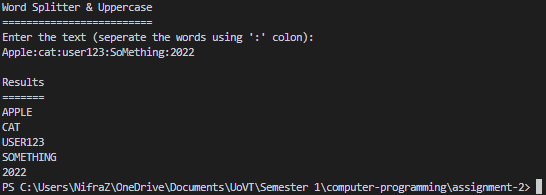 Word Splitter & Uppercase
=========================
Enter the text (seperate the words using ':' colon):
Apple:cat:user123:SoMething:2022

Results
=======
APPLE
CAT
USER123
SOMETHING
2022
PS C:\Users\NifraZ\OneDrive\Documents\UoVT\Semester 1\computer-programming\assignment-2>